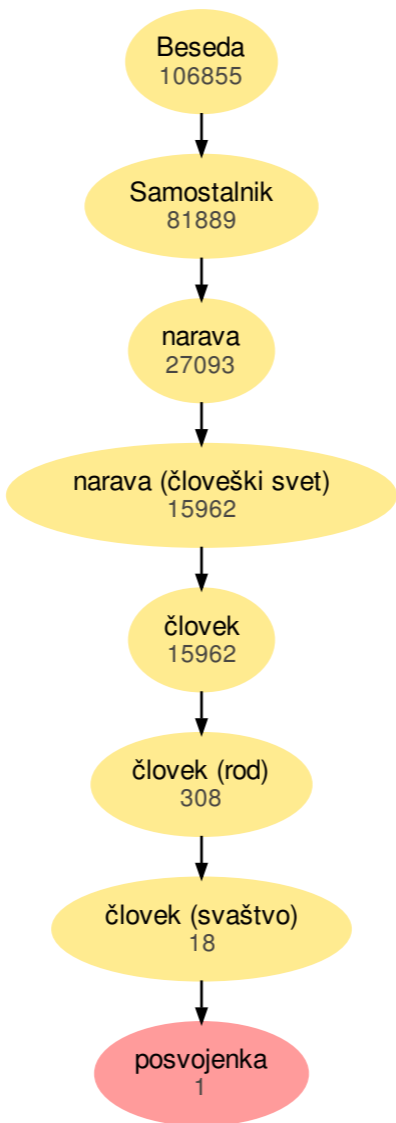 Beseda
106855
Samostalnik
81889
narava
27093
narava (človeški svet)
15962
človek
15962
človek (rod)
308
človek (svaštvo)
18
posvojenka
1